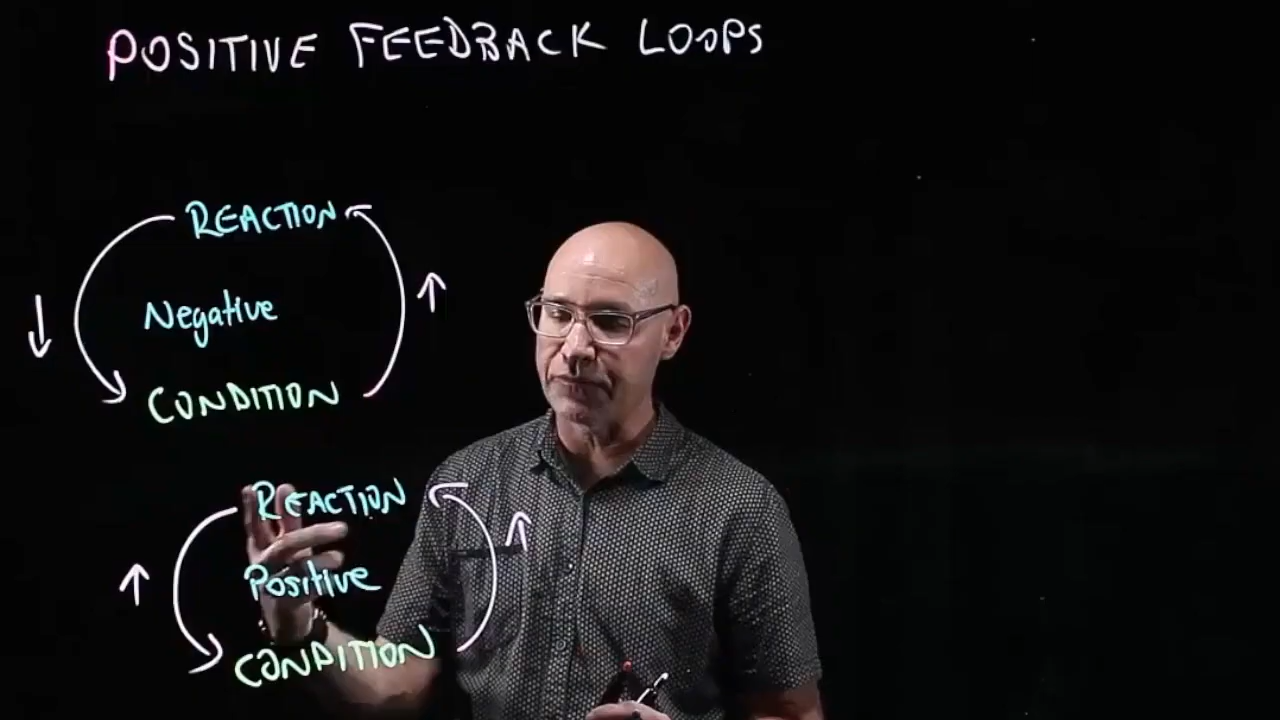 POSITIVE FEEDBACK LOOPS
REACTION
Negative
CONDITION
REACTION
Positive
CONDITION